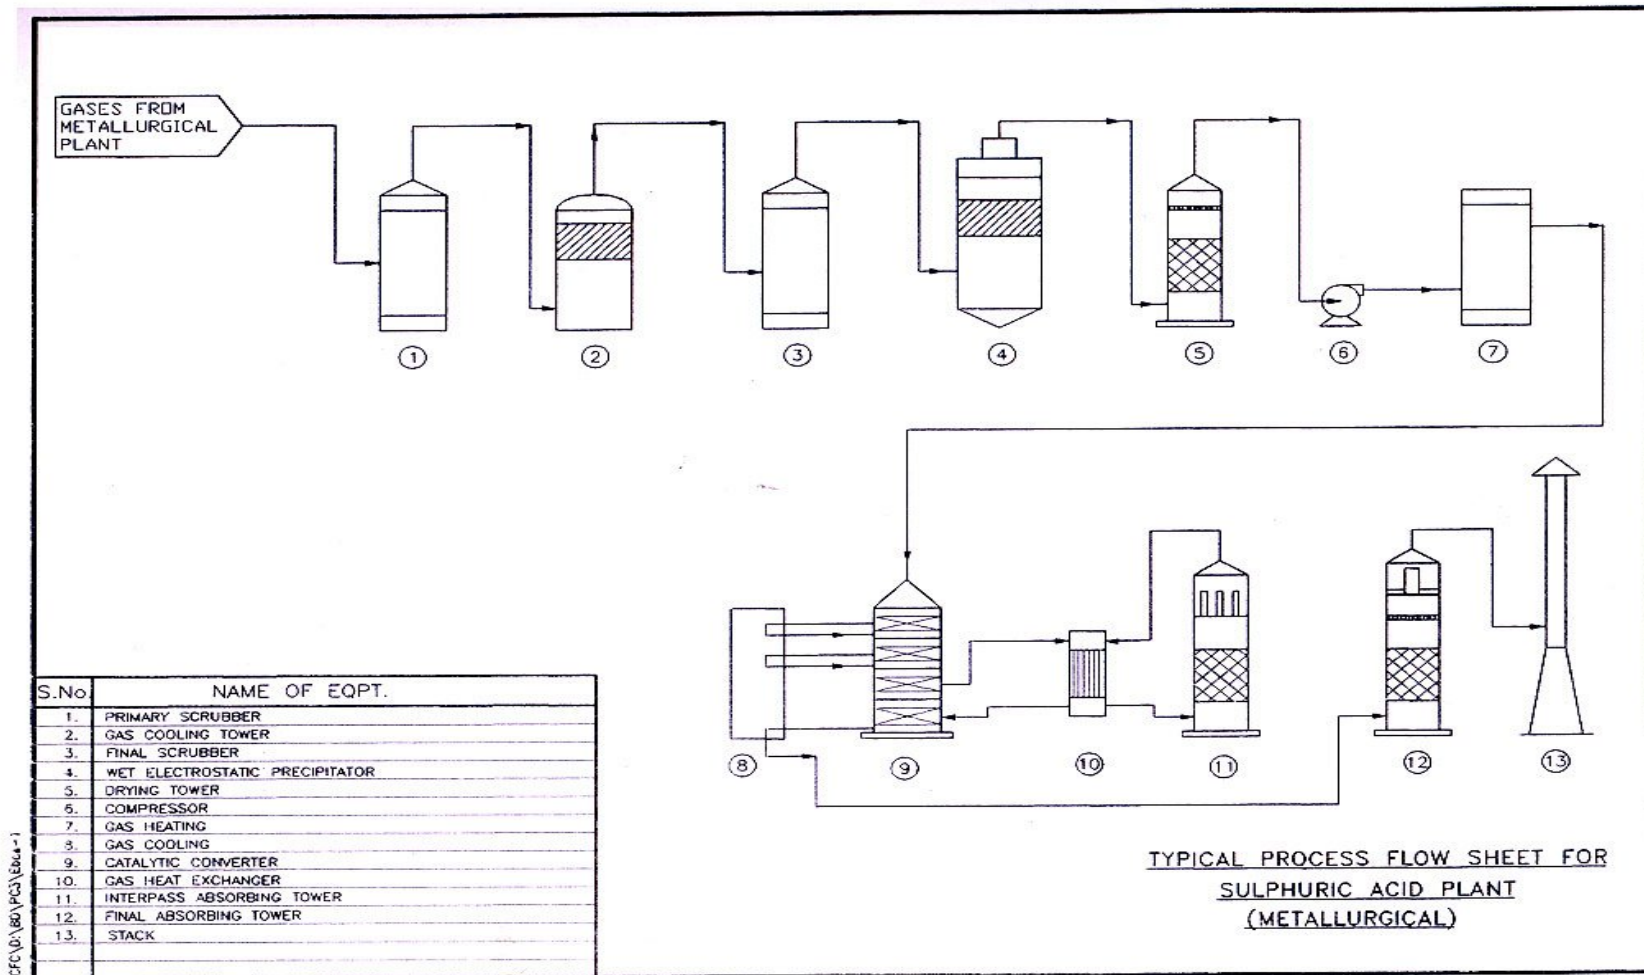 GASES FROM
METALLURGICAL
PLANT
1
2
3
4
5
6
7
8
9
10
11
12
13
S.No. NAME OF EQPT.
1. PRIMARY SCRUBBER
2. GAS COOLING TOWER
3. FINAL SCRUBBER
4. WET ELECTROSTATIC PRECIPITATOR
5. DRYING TOWER
6. COMPRESSOR
7. GAS HEATING
8. GAS COOLING
9. CATALYTIC CONVERTER
10. GAS HEAT EXCHANGER
11. INTERPASS ABSORBING TOWER
12. FINAL ABSORBING TOWER
13. STACK
TYPICAL PROCESS FLOW SHEET FOR
SULPHURIC ACID PLANT
(METALLURGICAL)